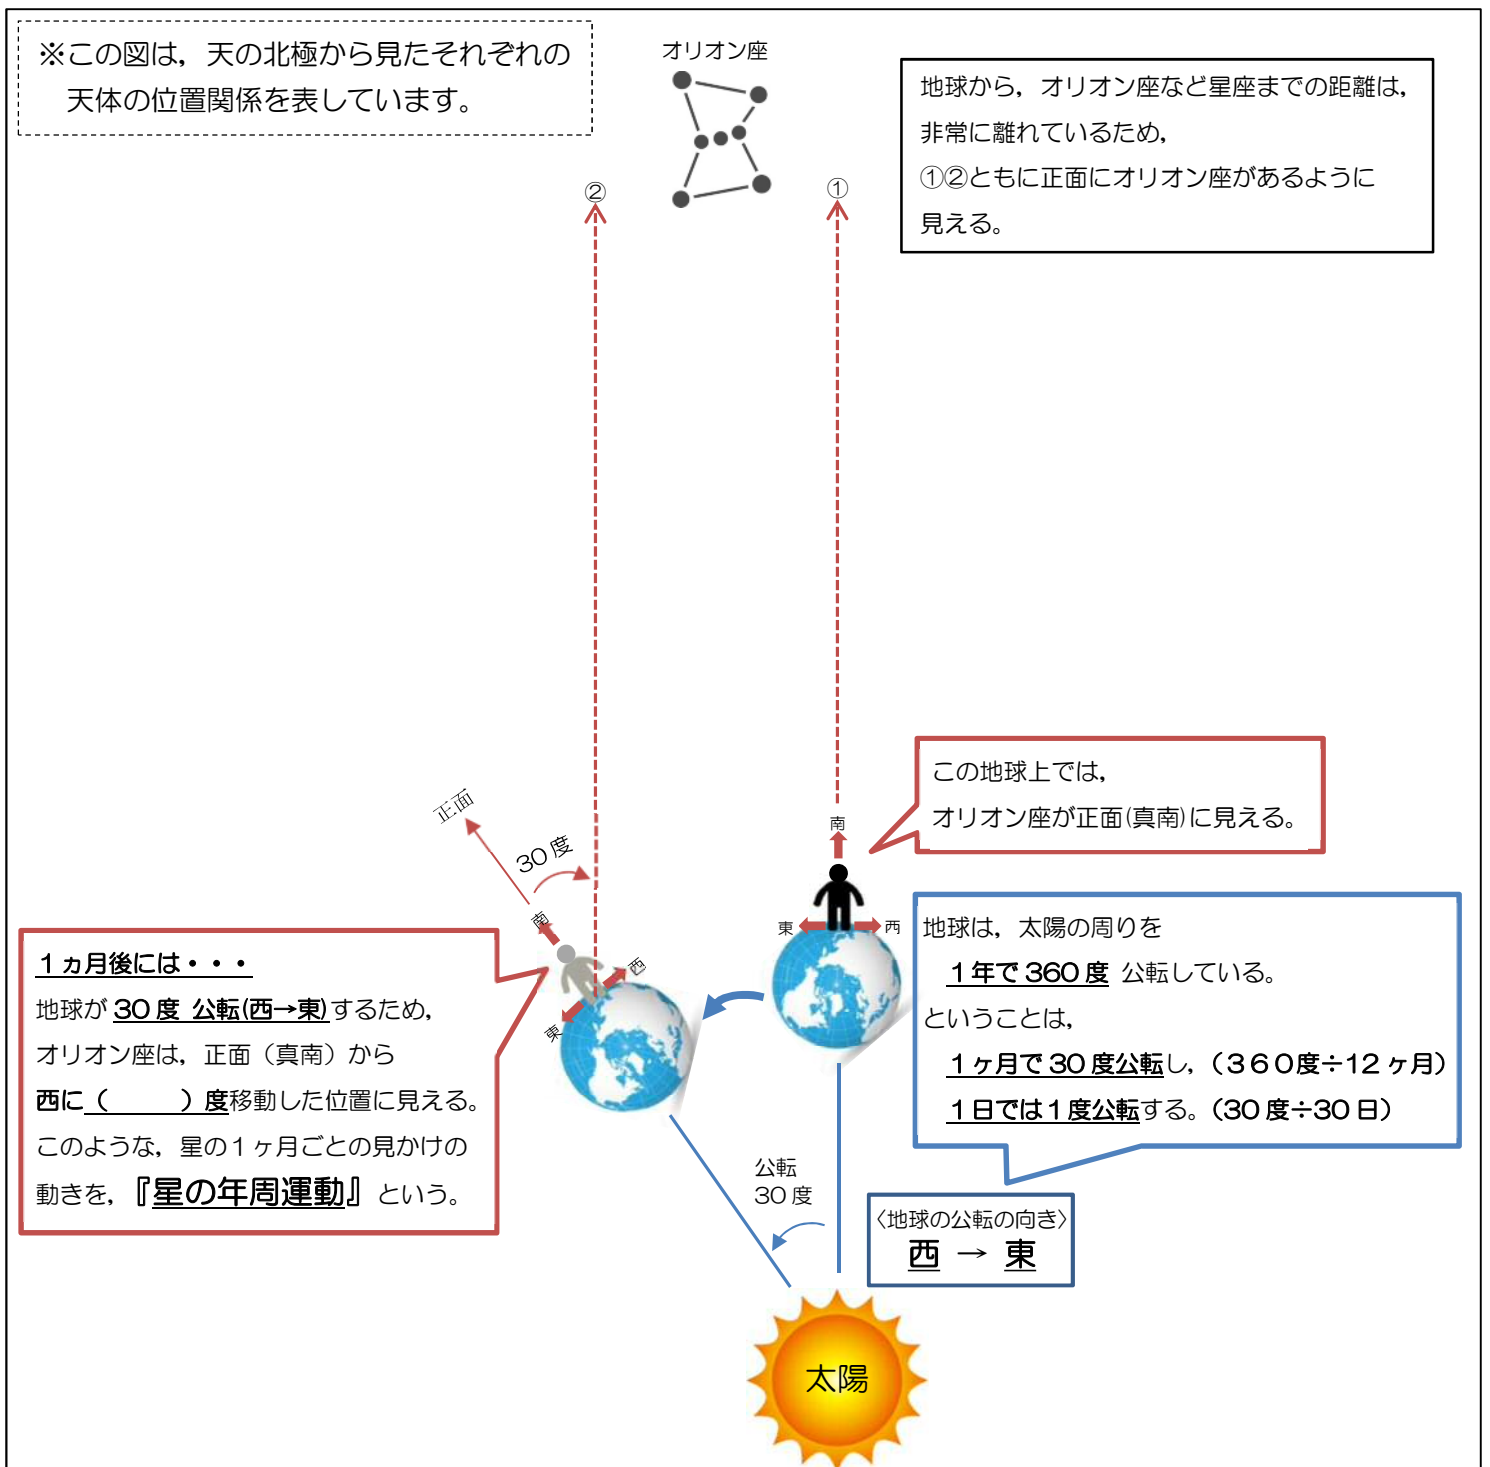 ※この図は，天の北極から見たそれぞれの
天体の位置関係を表しています。
オリオン座
地球から，オリオン座など星座までの距離は，
非常に離れているため，
①②ともに正面にオリオン座があるように
見える。
②
①
この地球上では，
オリオン座が正面(真南)に見える。
正面
30度
南
南
東
西
西
東
地球は，太陽の周りを
１年で360度 公転している。
ということは，
１ヶ月で30度公転し，（３６０度÷12ヶ月）
１日では１度公転する。（30度÷30日）
１ヵ月後には・・・
地球が 30度 公転(西→東)するため，
オリオン座は，正面（真南）から
西に（　　　）度移動した位置に見える。
このような，星の１ヶ月ごとの見かけの
動きを，『星の年周運動』という。
公転
30度
〈地球の公転の向き〉
西 → 東
太陽